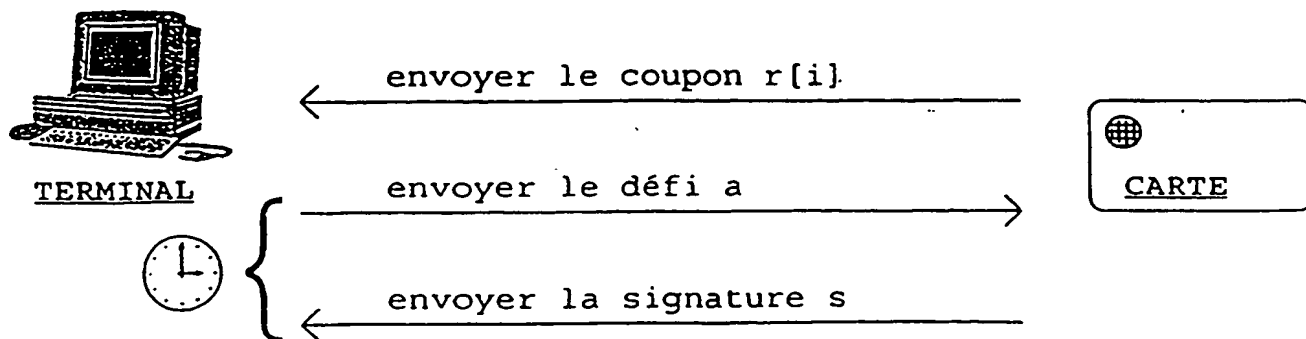 envoyer le coupon r[i]
TERMINAL
envoyer le défi a
CARTE
envoyer la signature s